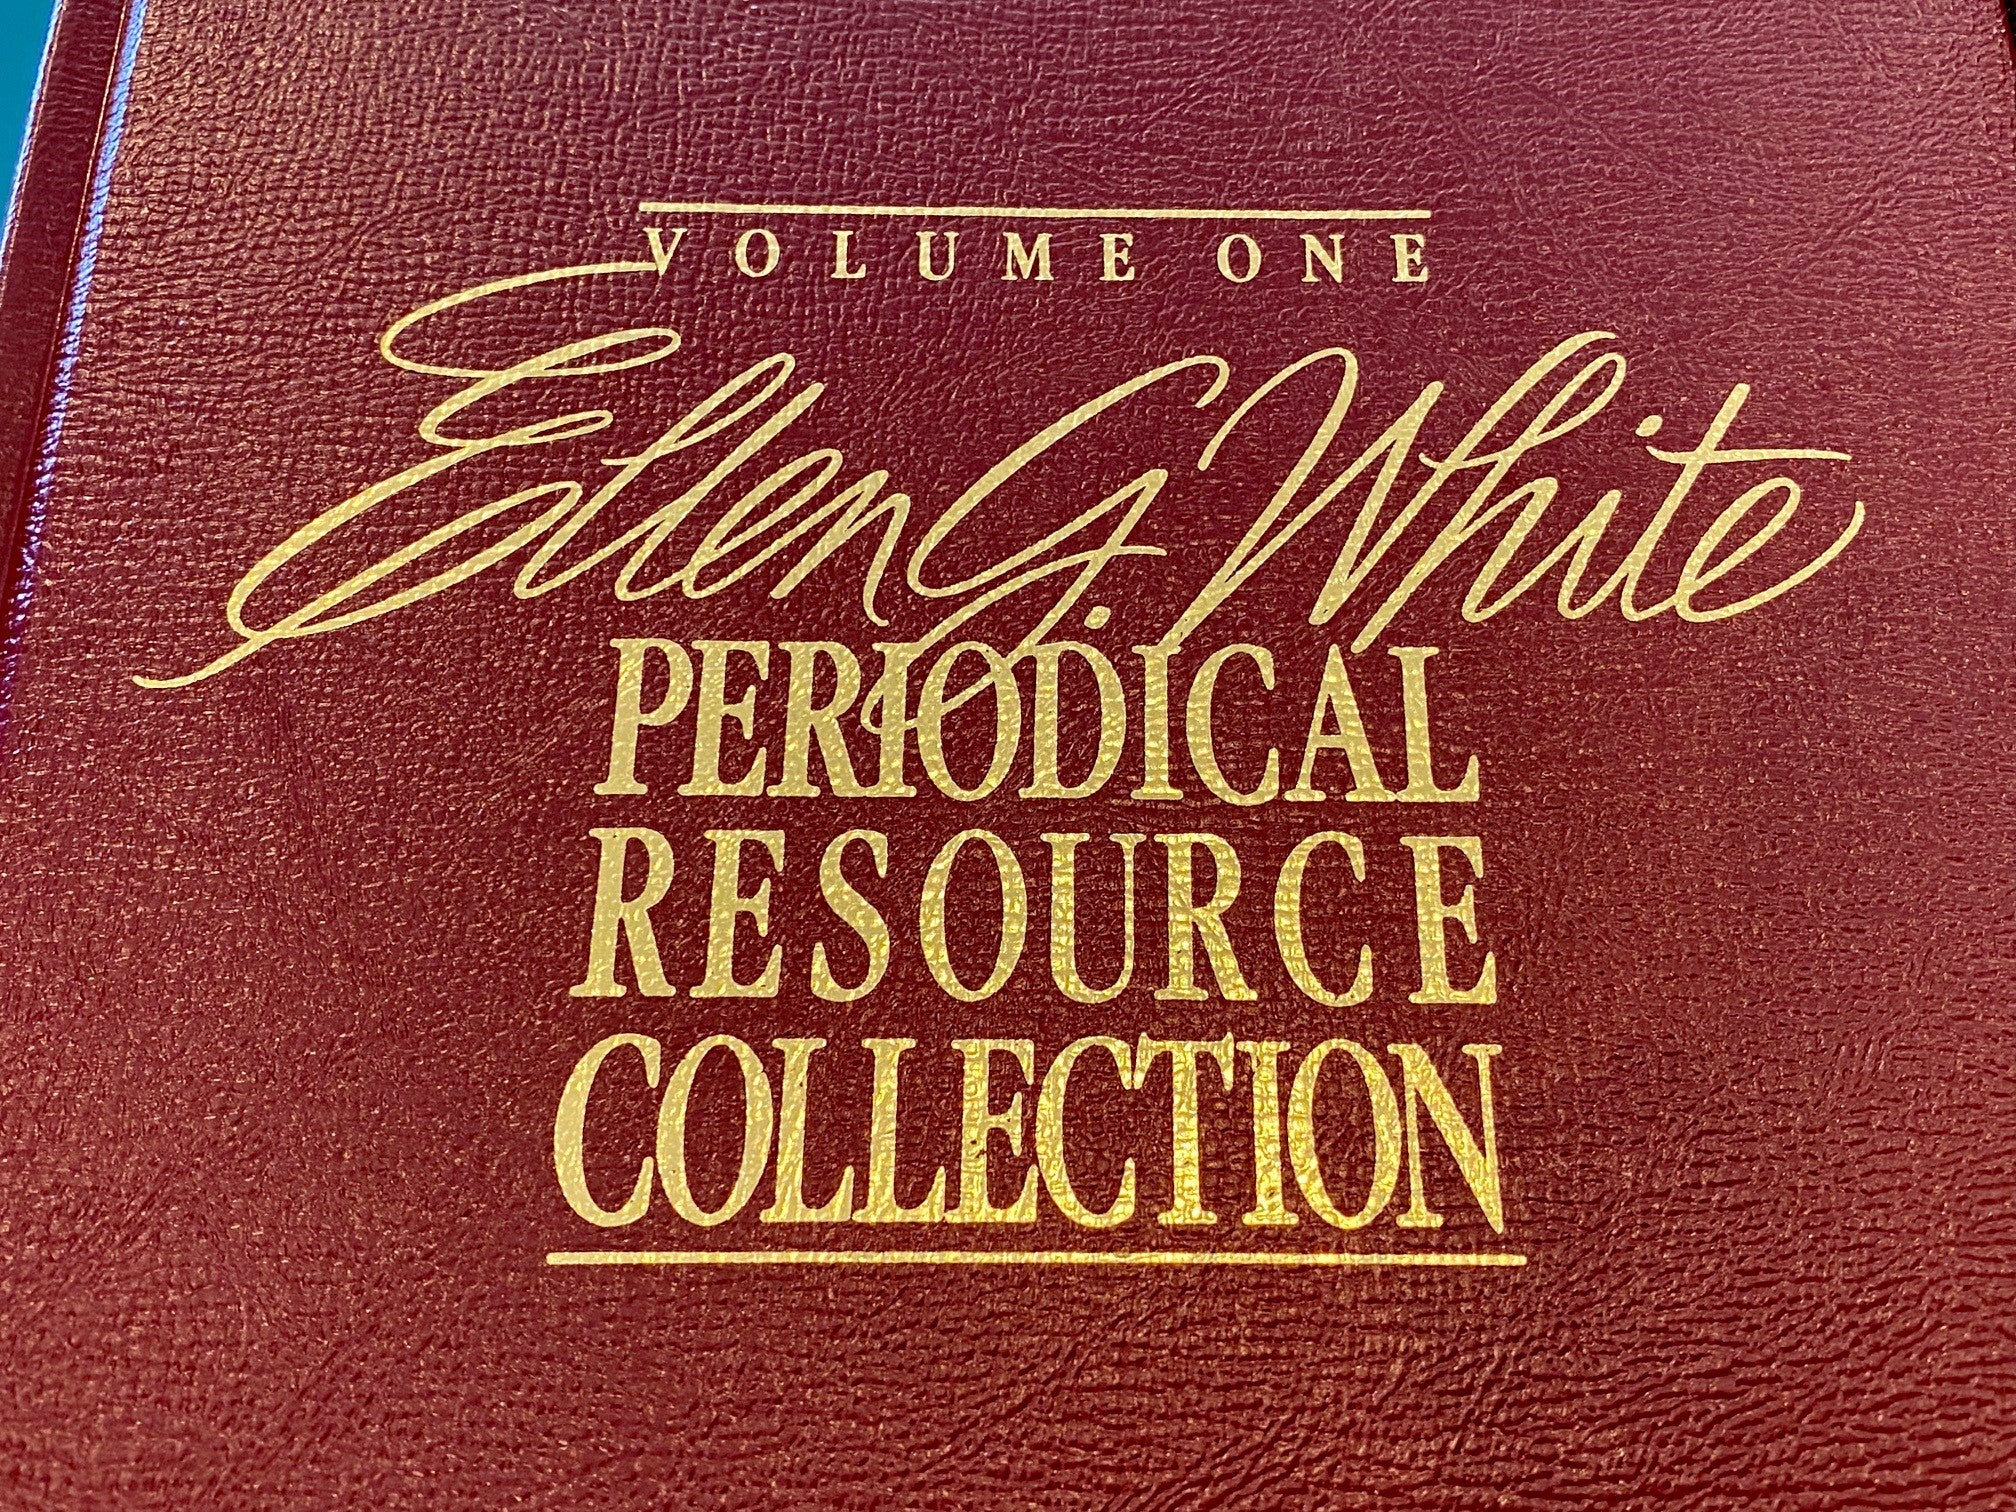 VOLUME ONE
Ellen G. White
PERIODICAL
RESOURCE
COLLECTION